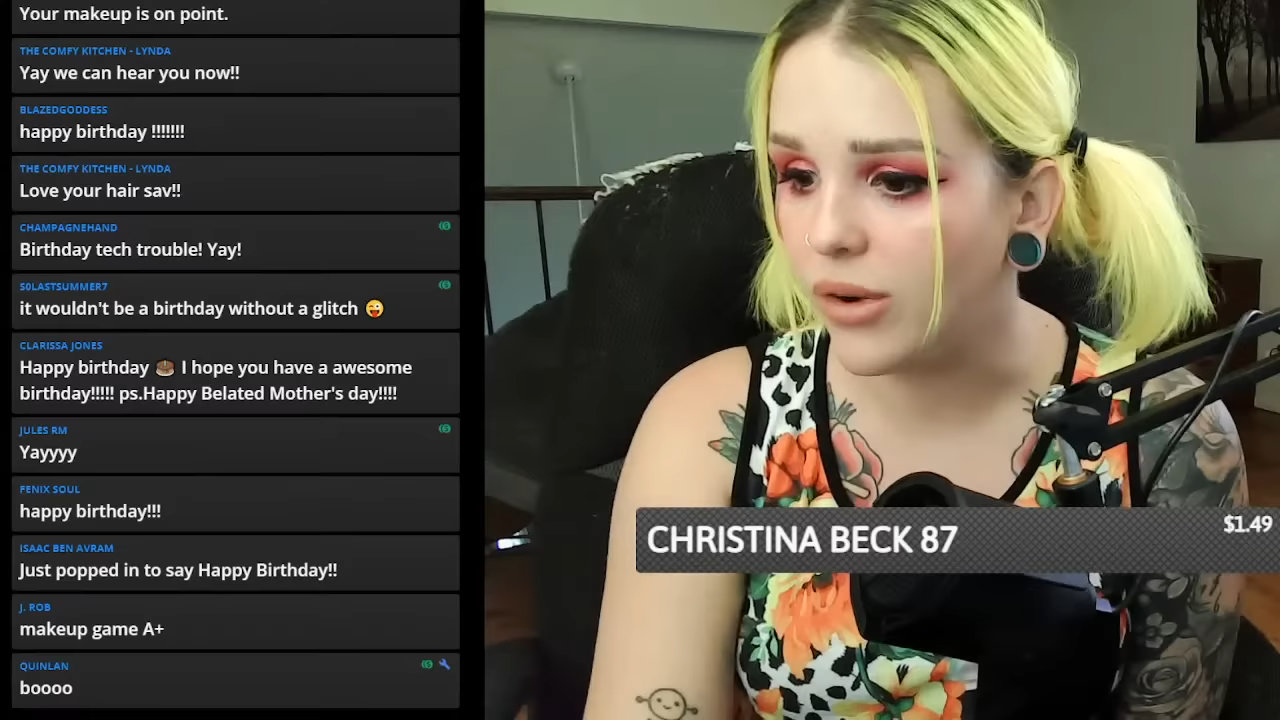 Your makeup is on point.
THE COMFY KITCHEN - LYNDA
Yay we can hear you now!!
BLAZEDGODDESS
happy birthday !!!!!!!
THE COMFY KITCHEN - LYNDA
Love your hair sav!!
CHAMPAGNEHAND
Birthday tech trouble! Yay!
S0LASTSUMMER7
it wouldn't be a birthday without a glitch 😜
CLARISSA JONES
Happy birthday 🎂 I hope you have a awesome
birthday!!!!! ps.Happy Belated Mother's day!!!!
JULES RM
Yayyyy
FENIX SOUL
happy birthday!!!
ISAAC BEN AVRAM
Just popped in to say Happy Birthday!!
J. ROB
makeup game A+
QUINLAN
boooo
CHRISTINA BECK 87
$1.49